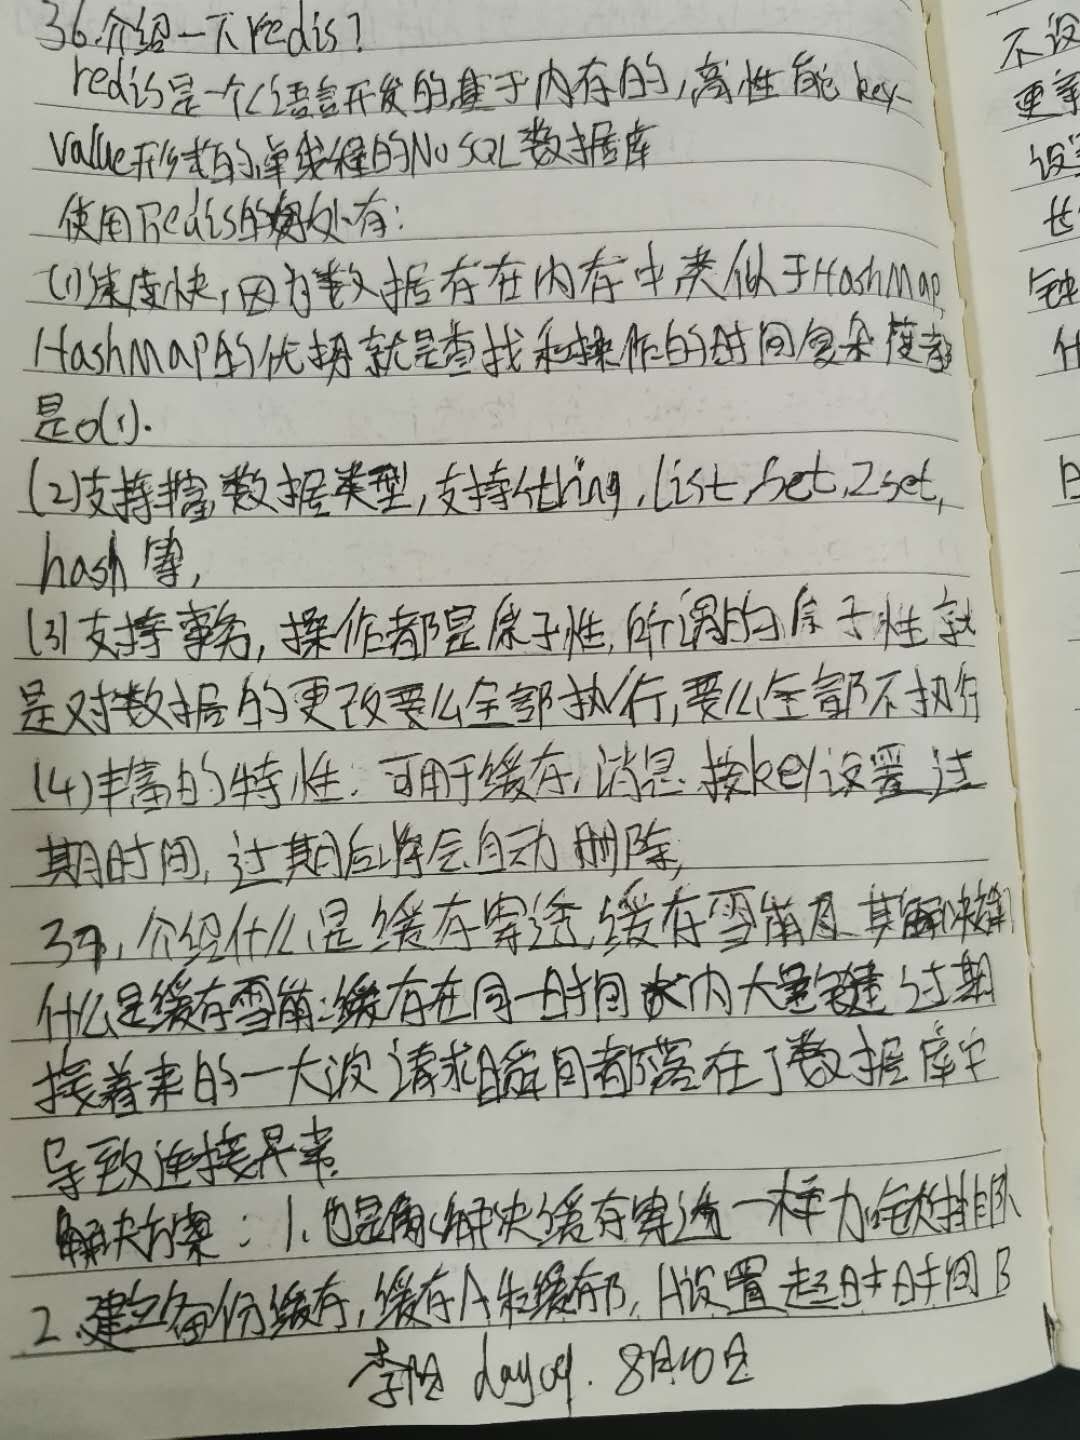 36.介绍一下redis?
redis是一个C语言开发的基于内存的,高性能key-
value形式的单线程的NoSQL数据库
使用Redis的好处有:
(1)速度快,因为数据存在内存中类似于HashMap,
HashMap的优势就是查找和操作的时间复杂度都
是O(1).
(2)支持丰富数据类型,支持string,list,Set,Zset,
hash等,
(3)支持事务,操作都是原子性,所谓的原子性就
是对数据的更改要么全部执行,要么全部不执行
(4)丰富的特性:可用于缓存,消息.按key设置过
期时间,过期后将会自动删除,
37,介绍什么是缓存穿透,缓存雪崩及其解决
什么是缓存雪崩:缓存在同一时间内大量键过期
接着来的一大波请求瞬间都落在了数据库中
导致连接异常.
解决方案:1.也是像解决缓存穿透一样加锁排队
2.建立备份缓存,缓存A和缓存B,A设置超时时间B
day09. 8月10日
不设
更新
设
钟
什